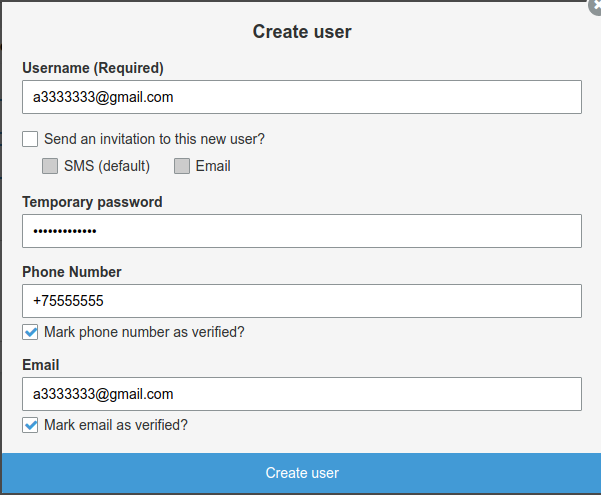 Create user
Username (Required)
a3333333@gmail.com
Send an invitation to this new user?
SMS (default) Email
Temporary password
•••••••••••••
Phone Number
+75555555
Mark phone number as verified?
Email
a3333333@gmail.com
Mark email as verified?
Create user